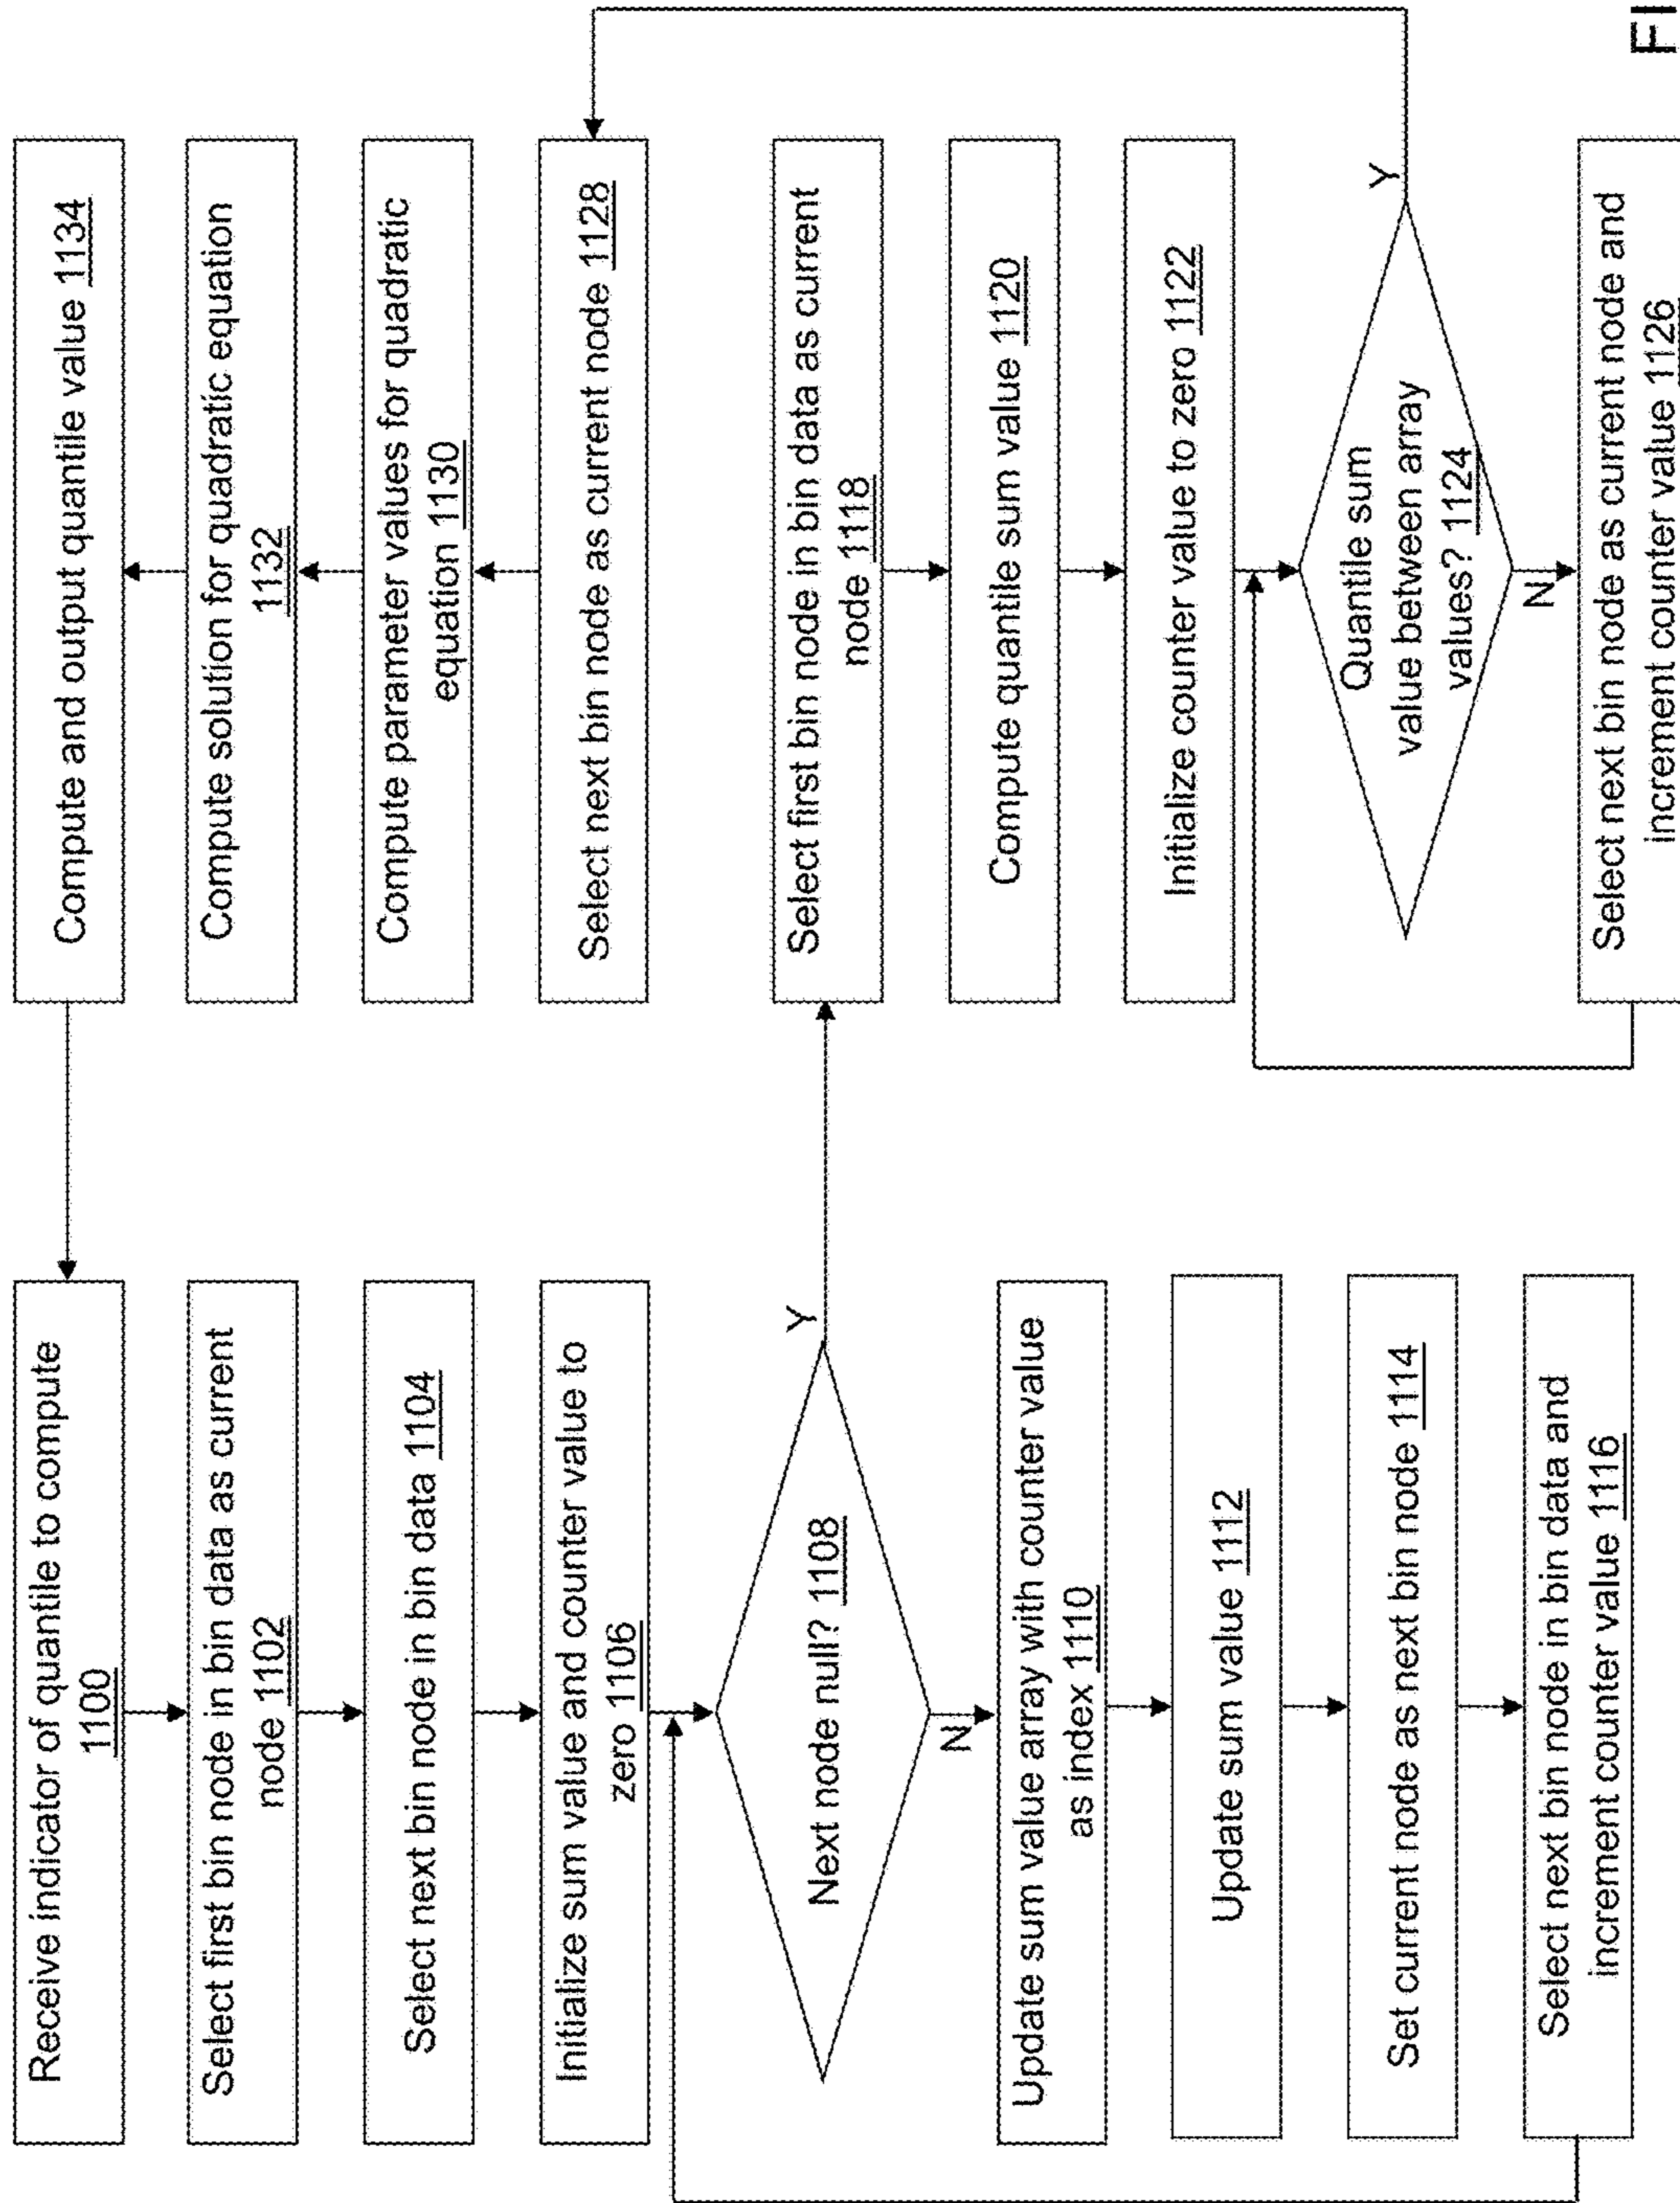 Receive indicator of quantile to compute
1100
Select first bin node in bin data as current
node 1102
Select next bin node in bin data 1104
Initialize sum value and counter value to
zero 1106
Next node null? 1108
Y
N
Update sum value array with counter value
as index 1110
Update sum value 1112
Set current node as next bin node 1114
Select next bin node in bin data and
increment counter value 1116
Compute and output quantile value 1134
Compute solution for quadratic equation
1132
Compute parameter values for quadratic
equation 1130
Select next bin node as current node 1128
Select first bin node in bin data as current
node 1118
Compute quantile sum value 1120
Initialize counter value to zero 1122
Quantile sum
value between array
values? 1124
Y
N
Select next bin node as current node and
increment counter value 1126